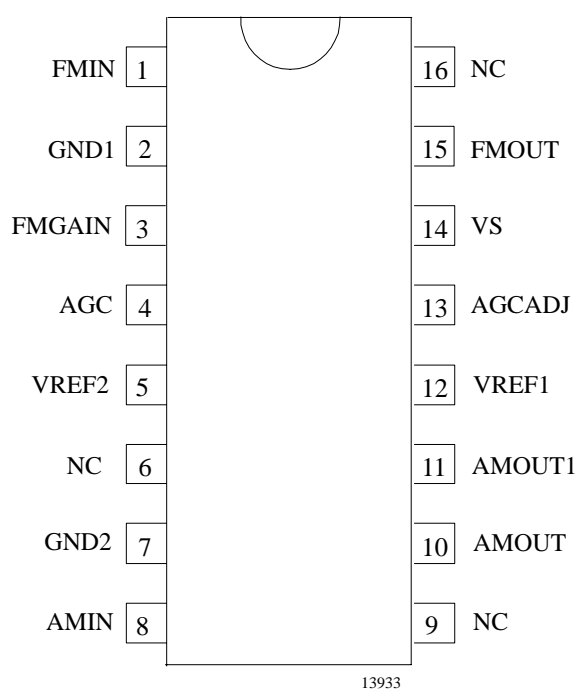 FMIN 1 16 NC
GND1 2 15 FMOUT
FMGAIN 3 14 VS
AGC 4 13 AGCADJ
VREF2 5 12 VREF1
NC 6 11 AMOUT1
GND2 7 10 AMOUT
AMIN 8 9 NC
13933